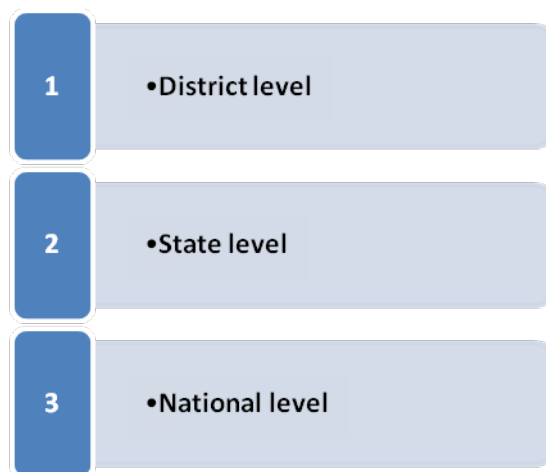 1 •District level
2 •State level
3 •National level